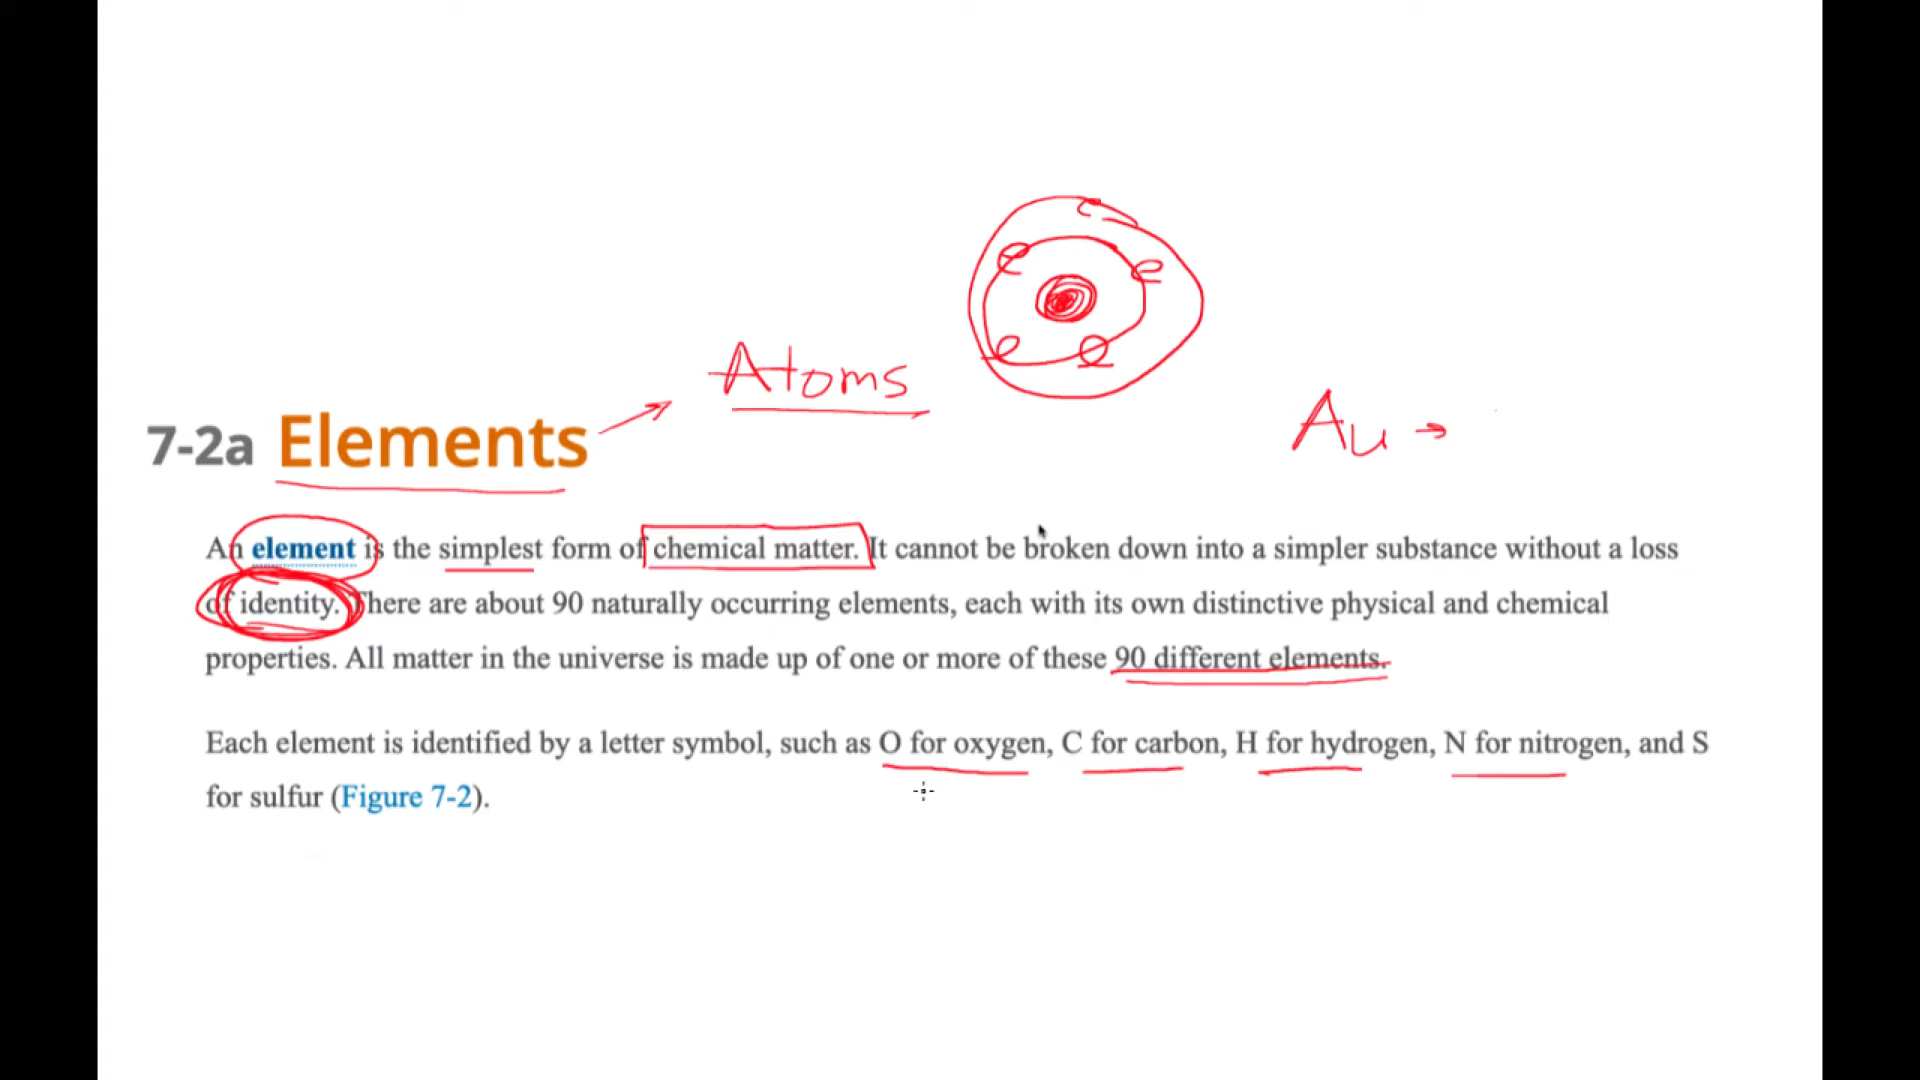 e
e
e
e
e
Atoms
Au →
7-2a Elements →
An element is the simplest form of chemical matter. It cannot be broken down into a simpler substance without a loss
of identity. There are about 90 naturally occurring elements, each with its own distinctive physical and chemical
properties. All matter in the universe is made up of one or more of these 90 different elements.
Each element is identified by a letter symbol, such as O for oxygen, C for carbon, H for hydrogen, N for nitrogen, and S
for sulfur (Figure 7-2).